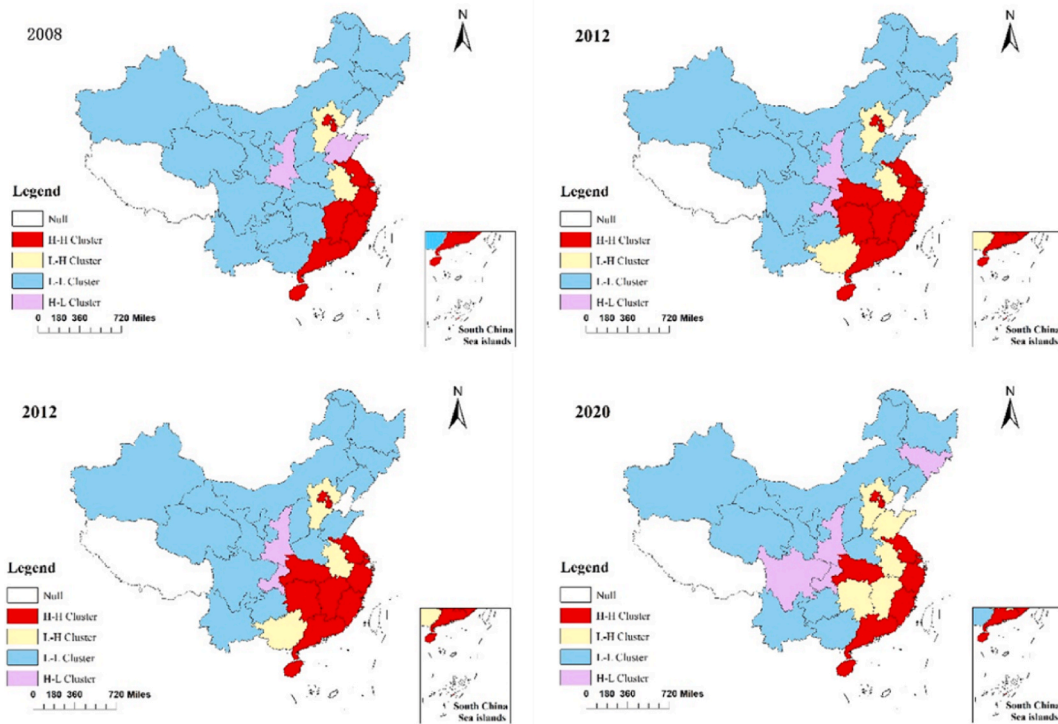 2008
N
Legend
Null
H-H Cluster
L-H Cluster
L-L Cluster
H-L Cluster
0 180 360 720 Miles
South China
Sea islands
2012
N
Legend
Null
H-H Cluster
L-H Cluster
L-L Cluster
H-L Cluster
0 180 360 720 Miles
South China
Sea islands
2012
N
Legend
Null
H-H Cluster
L-H Cluster
L-L Cluster
H-L Cluster
0 180 360 720 Miles
South China
Sea islands
2020
N
Legend
Null
H-H Cluster
L-H Cluster
L-L Cluster
H-L Cluster
0 180 360 720 Miles
South China
Sea islands